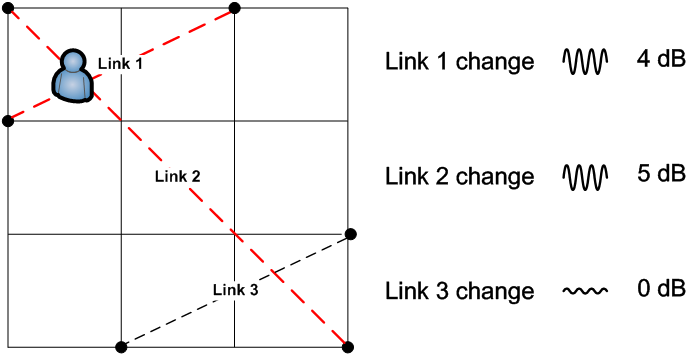 Link 1
Link 2
Link 3
Link 1 change 4 dB
Link 2 change 5 dB
Link 3 change 0 dB